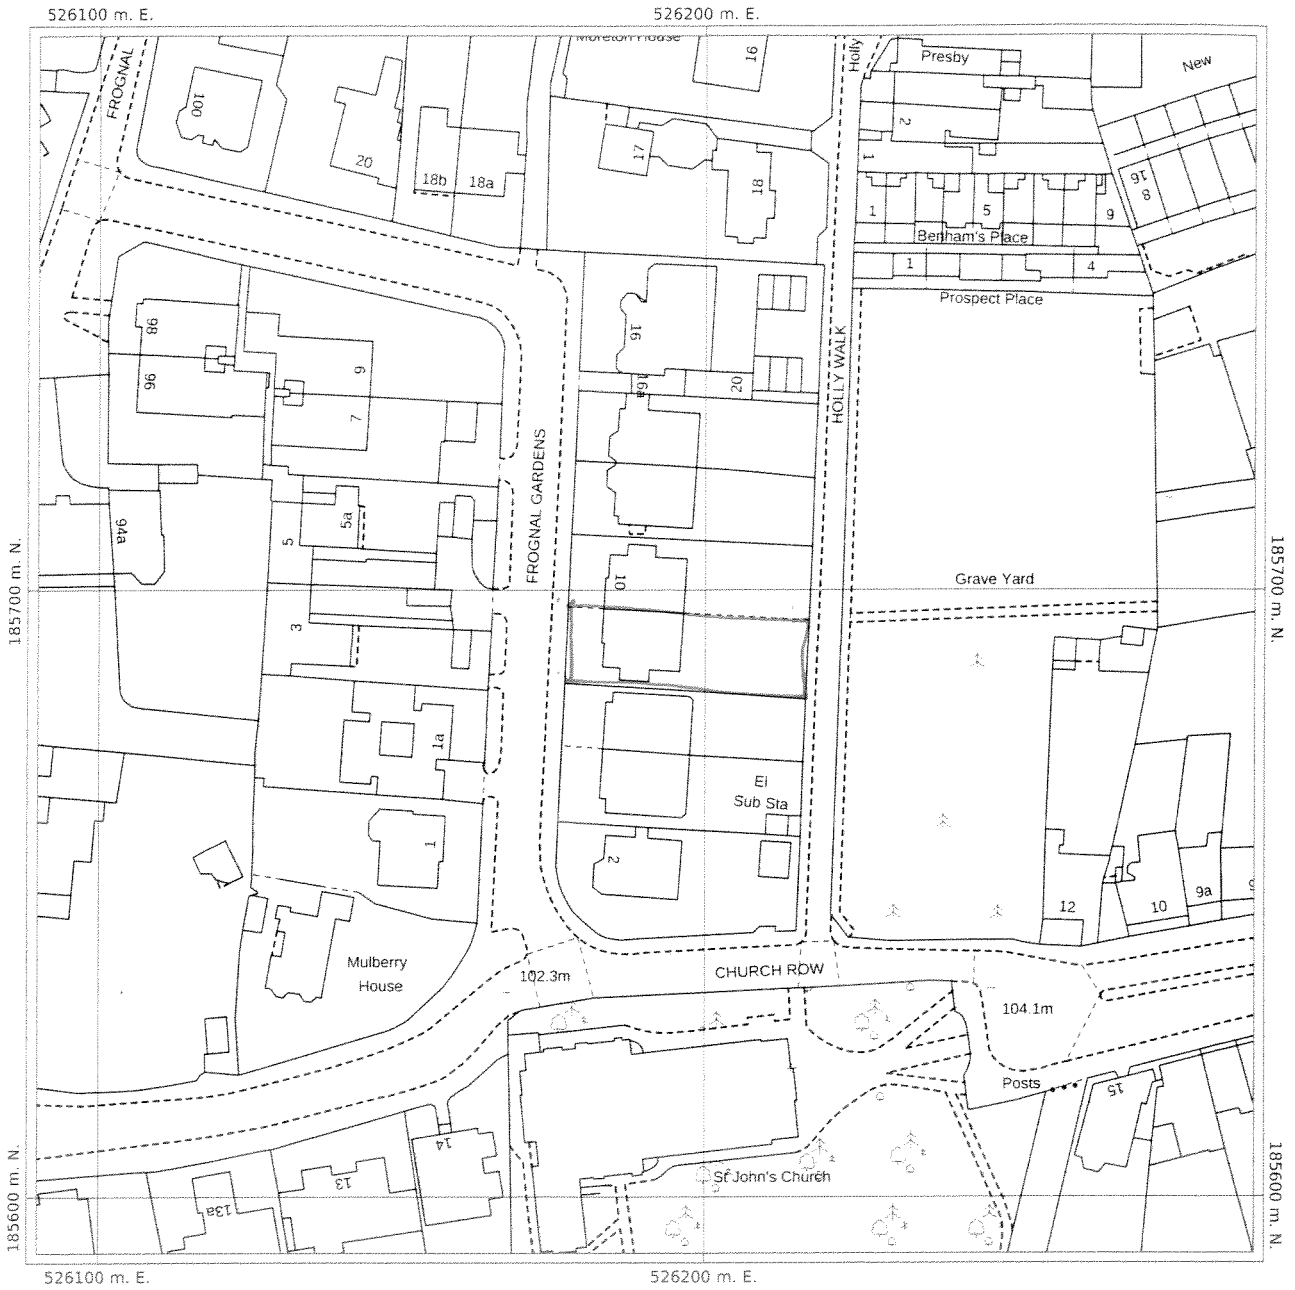 526100 m. E.
526200 m. E.
FROGNAL
Moreton House
16
Holly
Presby
New
100
20
18b
18a
17
18
2
1
16
8
1
5
9
Benham's Place
1
4
Prospect Place
98
96
9
7
16
16a
20
HOLLY WALK
FROGNAL GARDENS
94a
5
5a
10
3
Grave Yard
185700 m. N.
185700 m. N.
1a
El
Sub Sta
1
2
12
10
9a
9
Mulberry
House
102.3m
CHURCH ROW
104.1m
Posts
15
14
13
13a
St John's Church
185600 m. N.
185600 m. N.
526100 m. E.
526200 m. E.